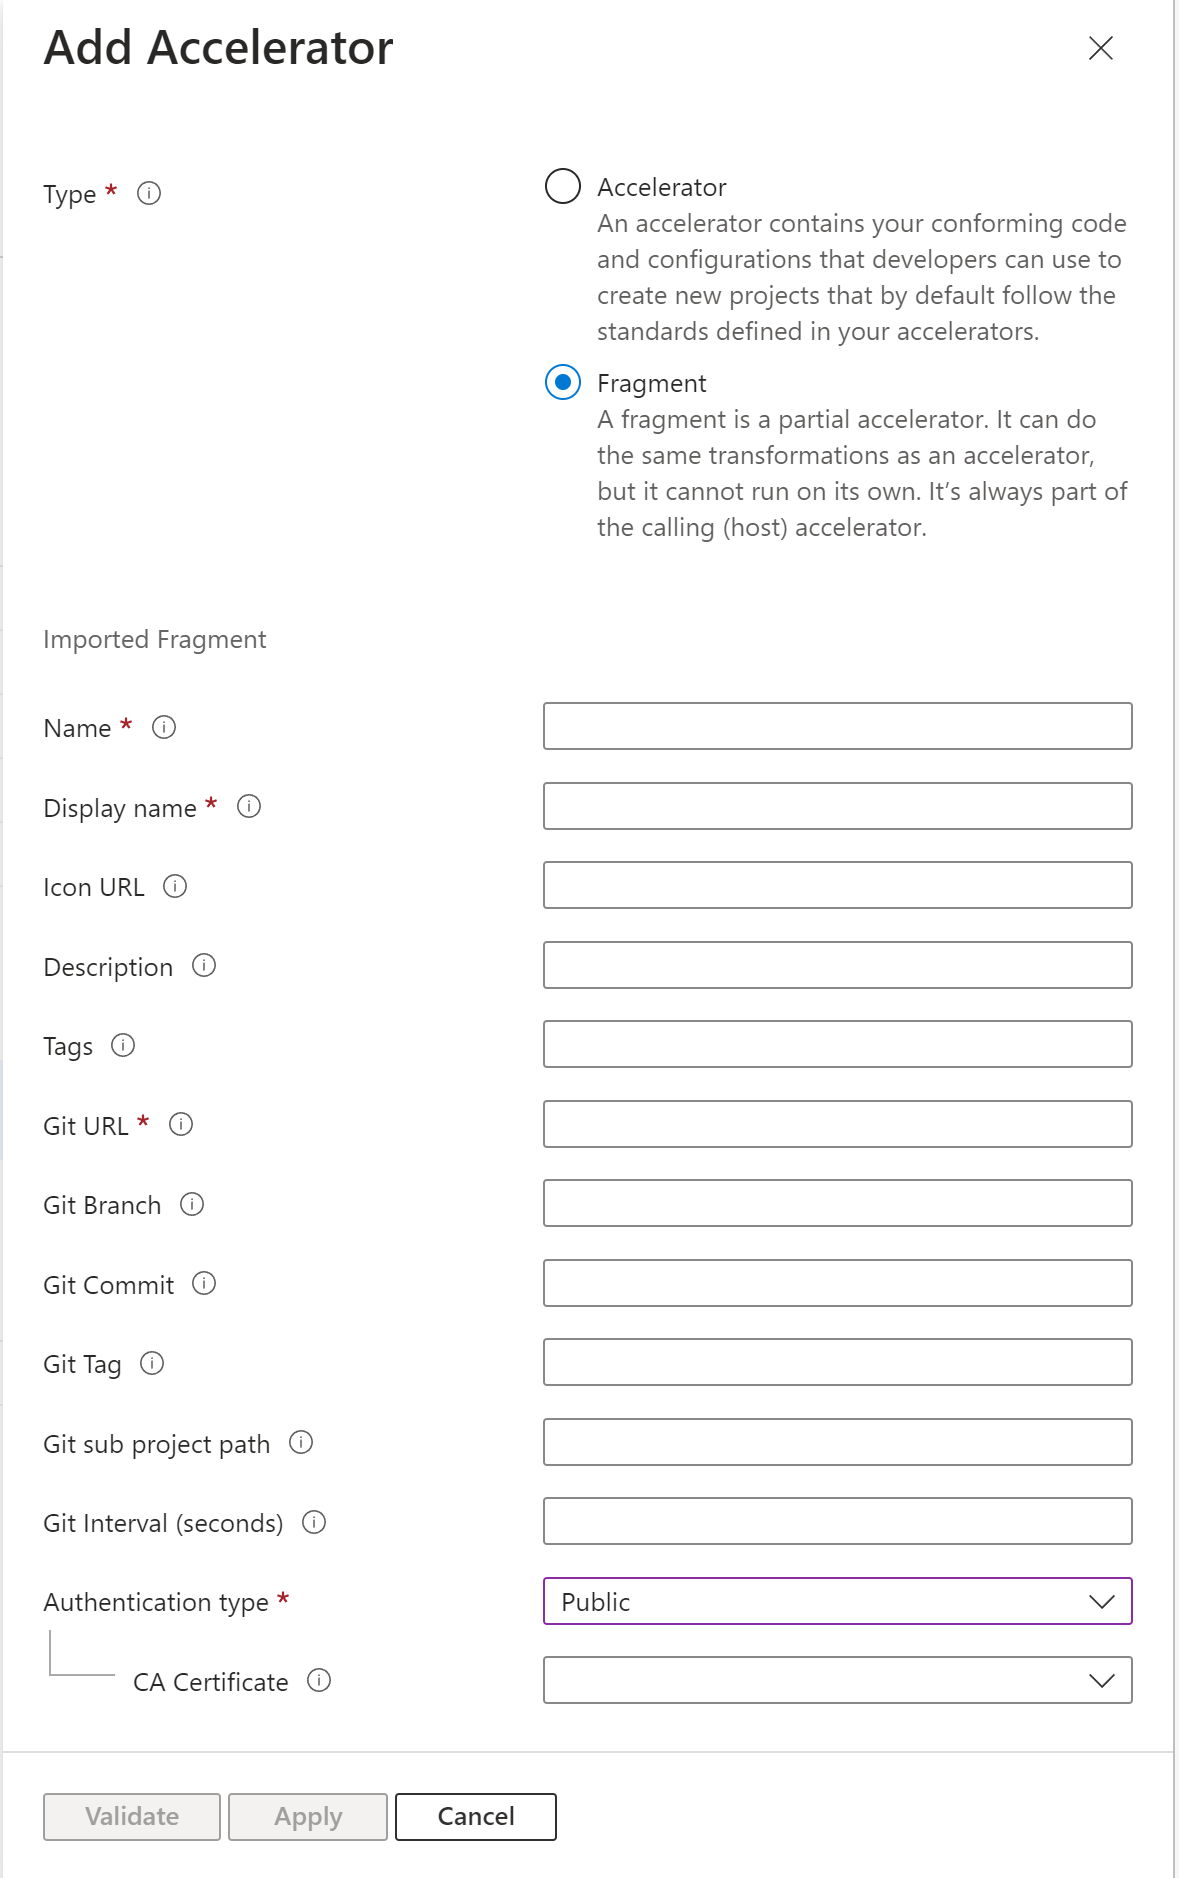 Add Accelerator
Type *
Accelerator
An accelerator contains your conforming code
and configurations that developers can use to
create new projects that by default follow the
standards defined in your accelerators.
Fragment
A fragment is a partial accelerator. It can do
the same transformations as an accelerator,
but it cannot run on its own. It’s always part of
the calling (host) accelerator.
Imported Fragment
Name *
Display name *
Icon URL
Description
Tags
Git URL *
Git Branch
Git Commit
Git Tag
Git sub project path
Git Interval (seconds)
Authentication type *
Public
CA Certificate
Validate
Apply
Cancel